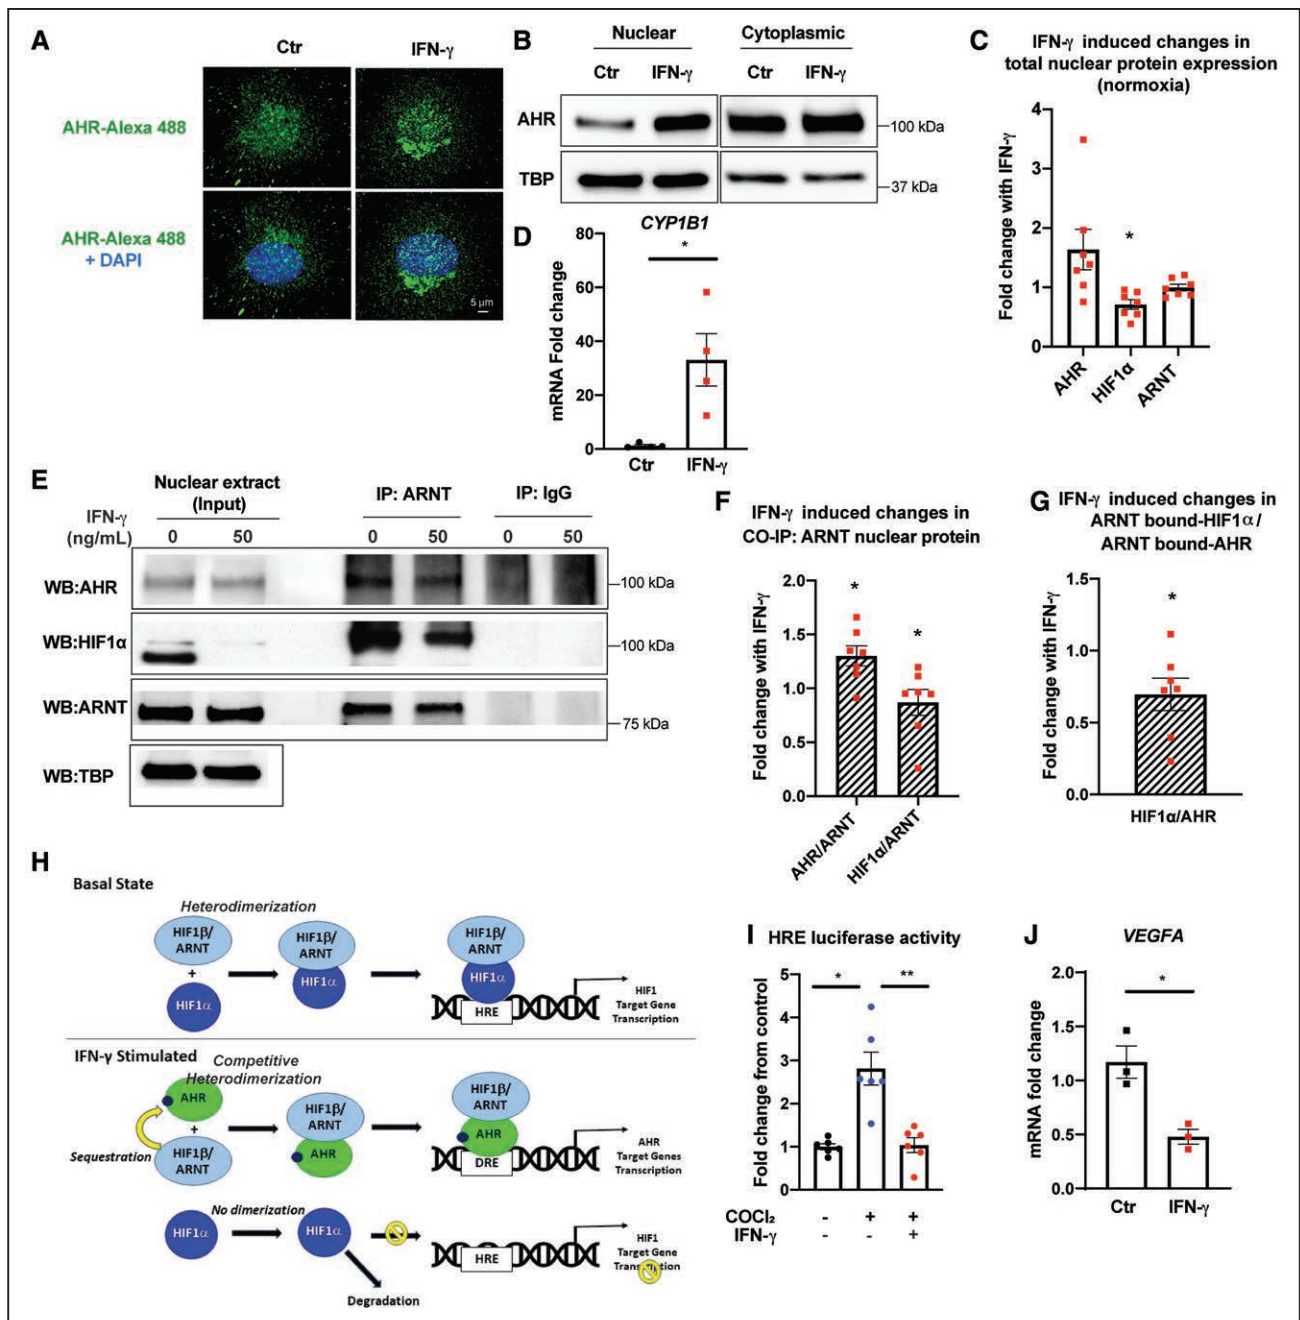 A
Ctr
IFN-γ
AHR-Alexa 488
AHR-Alexa 488
+ DAPI
5 µm
B
Nuclear
Cytoplasmic
Ctr
IFN-γ
Ctr
IFN-γ
AHR
100 kDa
TBP
37 kDa
C
IFN-γ induced changes in
total nuclear protein expression
(normoxia)
Fold change with IFN-γ
4
3
2
1
0
*
AHR
HIF1α
ARNT
D
CYP1B1
mRNA Fold change
80
60
40
20
0
*
Ctr
IFN-γ
E
Nuclear extract
(Input)
IP: ARNT
IP: IgG
IFN-γ
(ng/mL)
0
50
0
50
0
50
WB:AHR
100 kDa
WB:HIF1α
100 kDa
WB:ARNT
75 kDa
WB:TBP
F
IFN-γ induced changes in
CO-IP: ARNT nuclear protein
Fold change with IFN-γ
2.0
1.5
1.0
0.5
0.0
*
*
AHR/ARNT
HIF1α/ARNT
G
IFN-γ induced changes in
ARNT bound-HIF1α/
ARNT bound-AHR
Fold change with IFN-γ
1.5
1.0
0.5
0.0
*
HIF1α/AHR
H
Basal State
Heterodimerization
HIF1β/
ARNT
+
HIF1α
HIF1β/
ARNT
HIF1α
HIF1β/
ARNT
HIF1α
HRE
HIF1
Target Gene
Transcription
IFN-γ Stimulated
Competitive
Heterodimerization
AHR
+
Sequestration
HIF1β/
ARNT
HIF1β/
ARNT
AHR
HIF1β/
ARNT
AHR
DRE
AHR
Target Genes
Transcription
No dimerization
HIF1α
HIF1α
HRE
HIF1
Target Gene
Transcription
Degradation
I
HRE luciferase activity
Fold change from control
5
4
3
2
1
0
*
**
COCl₂
- + +
IFN-γ
- - +
J
VEGFA
mRNA fold change
2.0
1.5
1.0
0.5
0.0
*
Ctr
IFN-γ